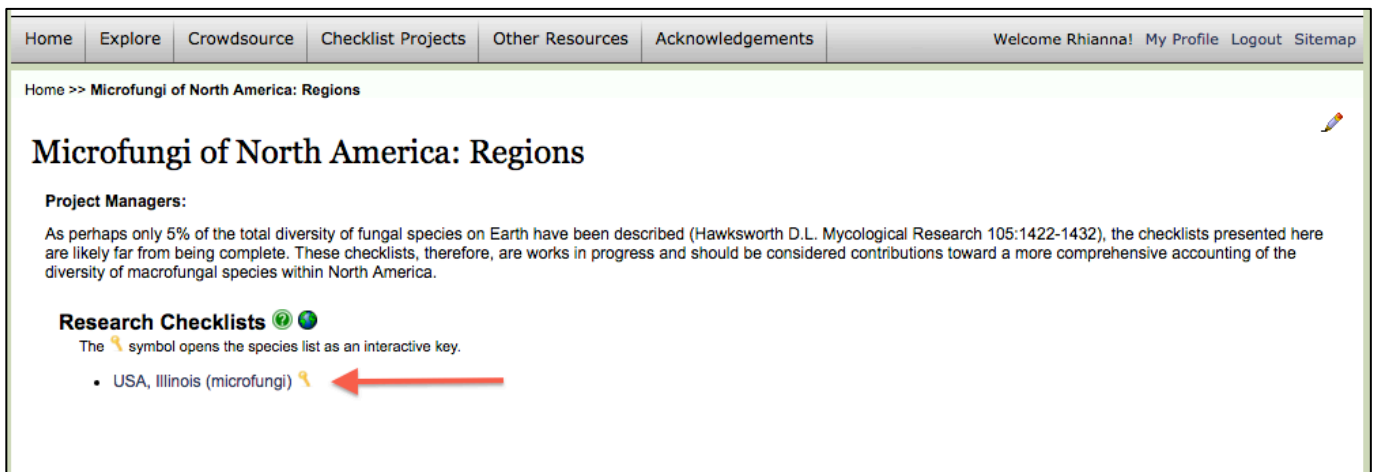 Home Explore Crowdsource Checklist Projects Other Resources Acknowledgements Welcome Rhianna! My Profile Logout Sitemap
Home >> Microfungi of North America: Regions
Microfungi of North America: Regions
Project Managers:
As perhaps only 5% of the total diversity of fungal species on Earth have been described (Hawksworth D.L. Mycological Research 105:1422-1432), the checklists presented here
are likely far from being complete. These checklists, therefore, are works in progress and should be considered contributions toward a more comprehensive accounting of the
diversity of macrofungal species within North America.
Research Checklists ?
The symbol opens the species list as an interactive key.
• USA, Illinois (microfungi)